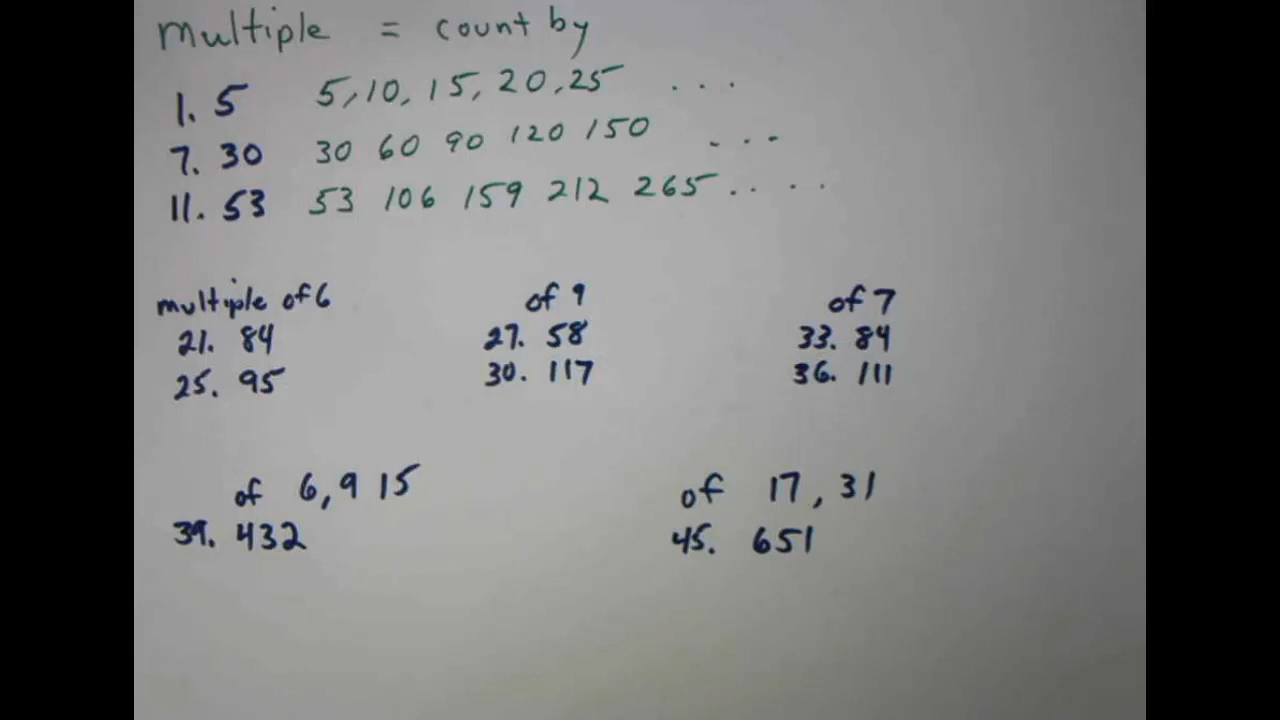 multiple = count by
1. 5 5, 10, 15, 20, 25 ...
7. 30 30 60 90 120 150 ...
11. 53 53 106 159 212 265 ....
multiple of 6 of 9 of 7
21. 84 27. 58 33. 84
25. 95 30. 117 36. 111
of 6, 9 15 of 17, 31
39. 432 45. 651